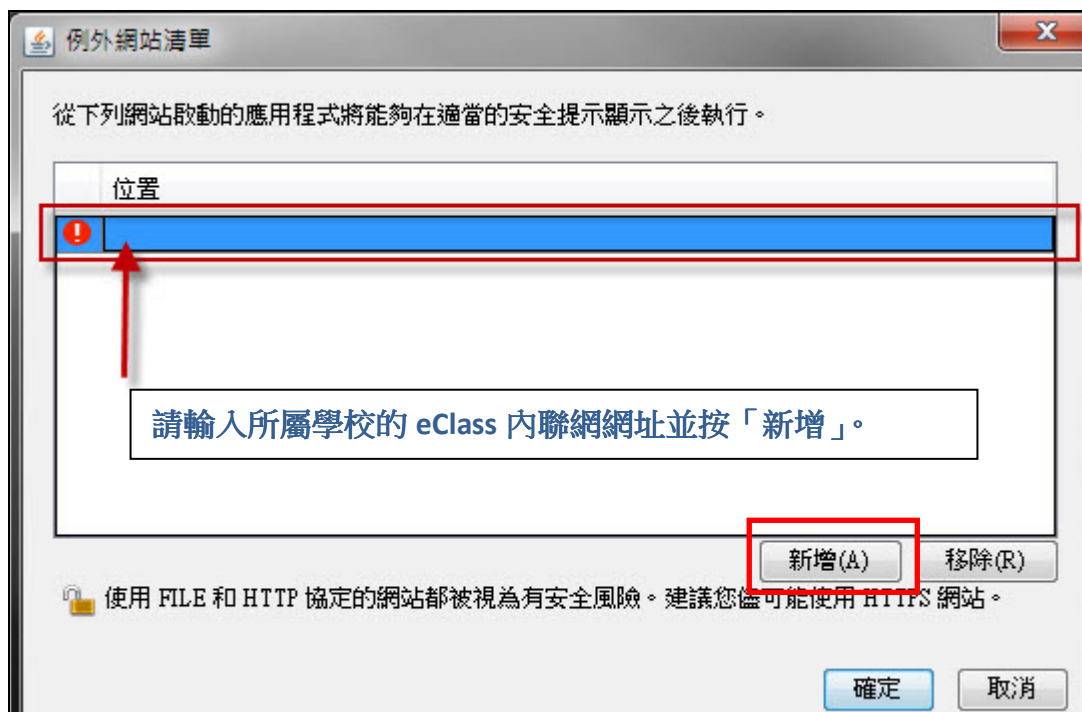 例外網站清單
從下列網站啟動的應用程式將能夠在適當的安全提示顯示之後執行。
位置
請輸入所屬學校的 eClass 內聯網網址並按「新增」。
新增(A) 移除(R)
使用 FILE 和 HTTP 協定的網站都被視為有安全風險。建議您儘可能使用 HTTPS 網站。
確定 取消